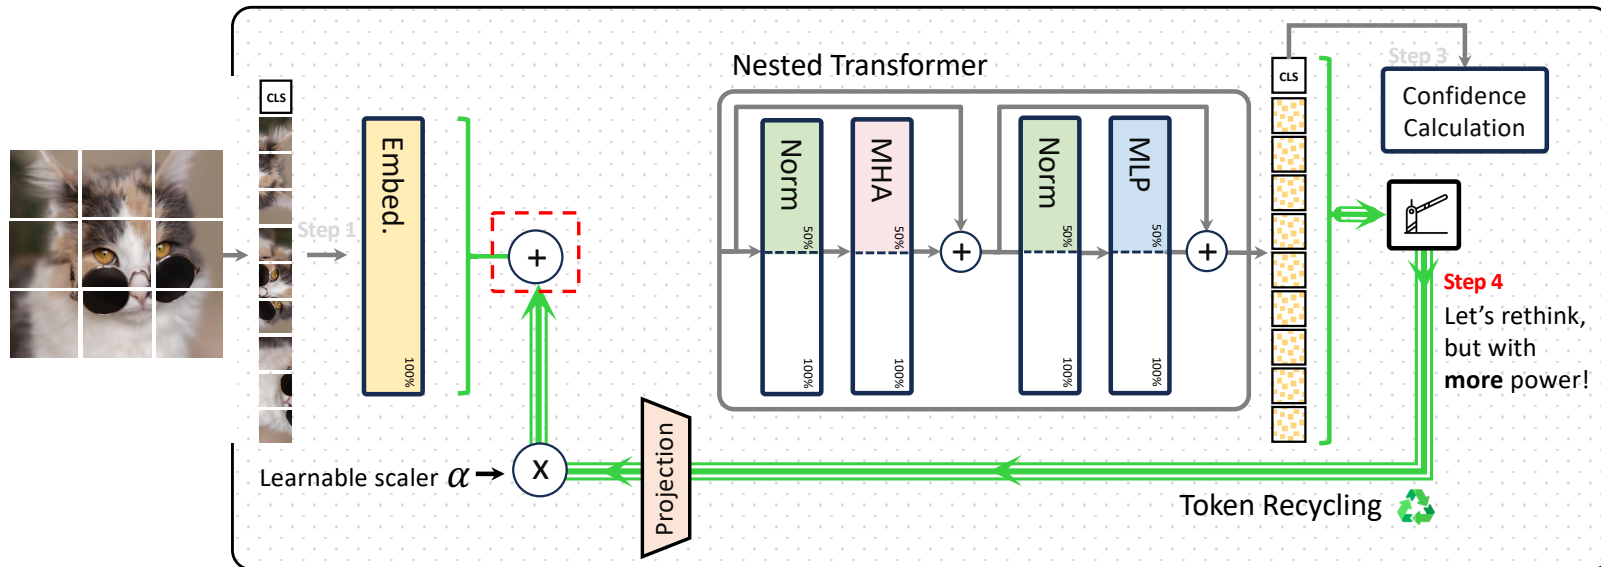 Nested Transformer
CLS
Step 1
Embed.
100%
+
Norm
50%
100%
MHA
50%
100%
+
Norm
50%
100%
MLP
50%
100%
+
CLS
Step 3
Confidence
Calculation
Step 4
Let's rethink,
but with
more power!
Learnable scaler α
X
Projection
Token Recycling